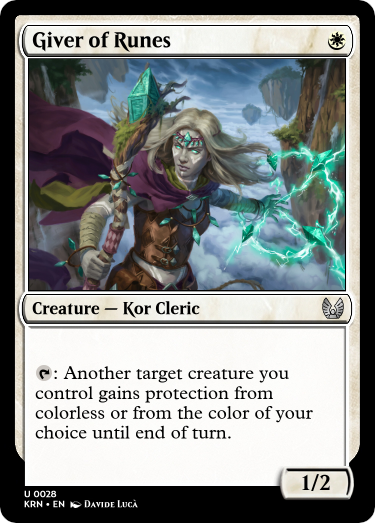 Giver of Runes
Creature — Kor Cleric
: Another target creature you
control gains protection from
colorless or from the color of your
choice until end of turn.
1/2
U 0028
KRN • EN Davide Lucà